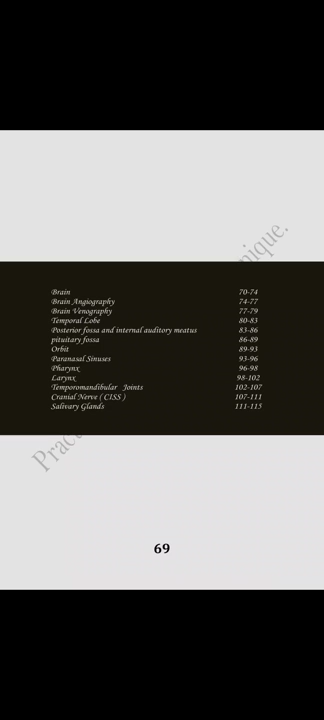 Brain 70-74
Brain Angiography 74-77
Brain Venography 77-79
Temporal Lobe 80-83
Posterior fossa and internal auditory meatus 83-86
pituitary fossa 86-89
Orbit 89-93
Paranasal Sinuses 93-96
Pharynx 96-98
Larynx 98-102
Temporomandibular Joints 102-107
Cranial Nerve ( CISS ) 107-111
Salivary Glands 111-115
69